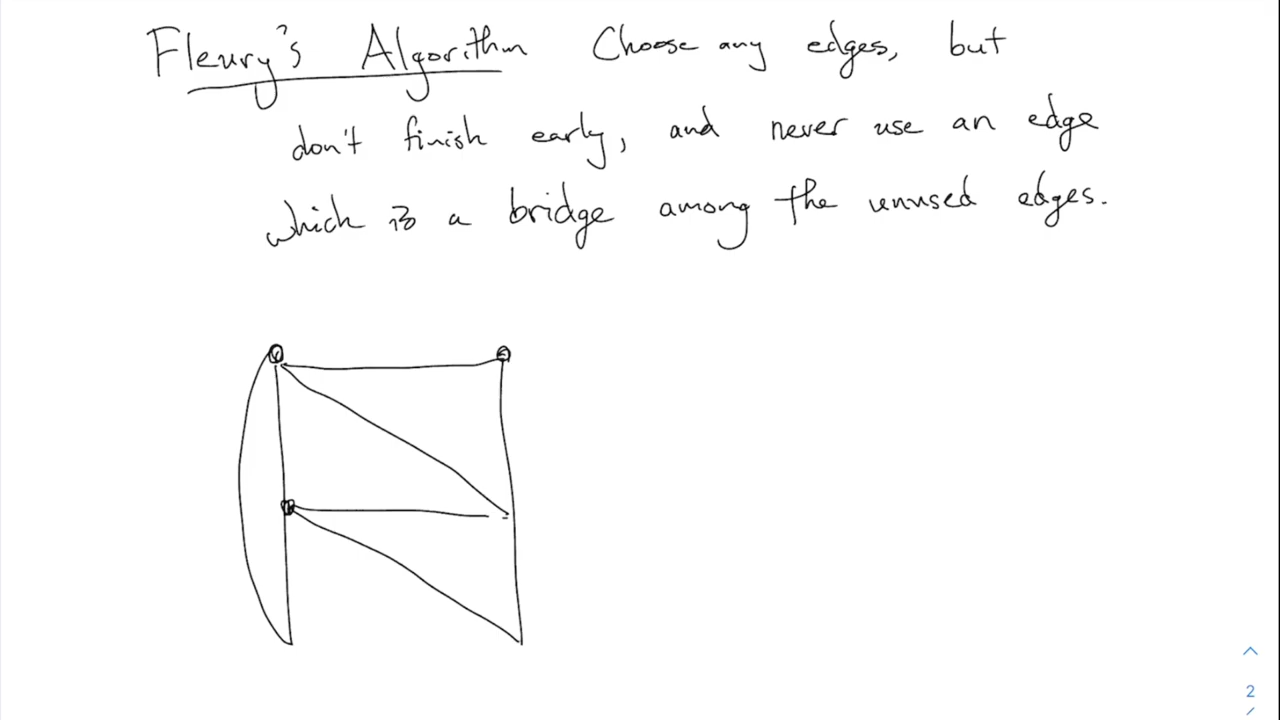 Fleury's Algorithm Choose any edges, but
don't finish early, and never use an edge
which is a bridge among the unused edges.
2